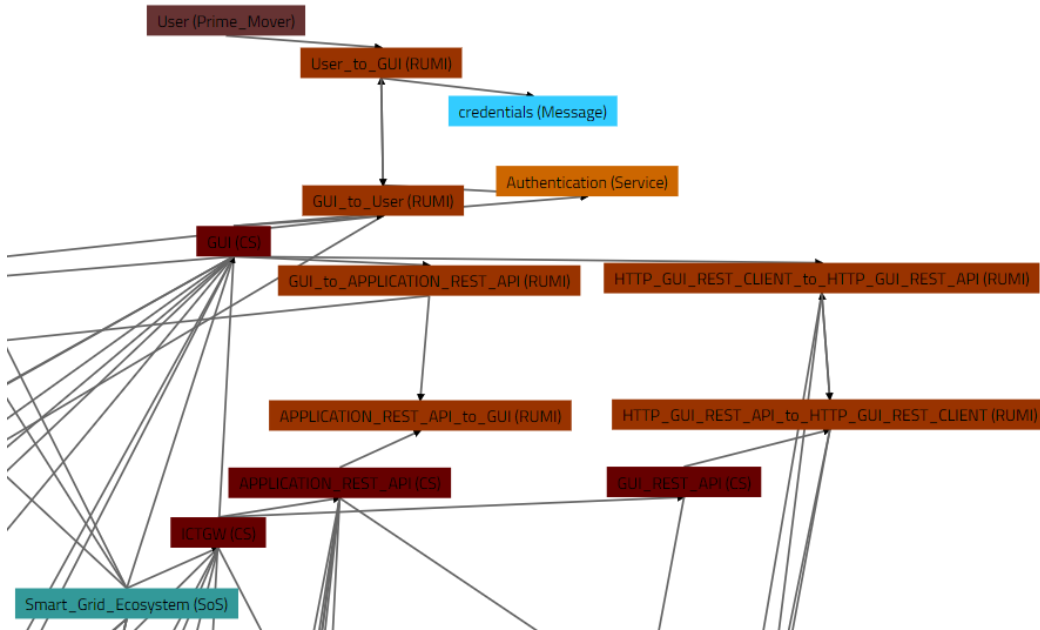 User (Prime_Mover)
User_to_GUI (RUMI)
credentials (Message)
Authentication (Service)
GUI_to_User (RUMI)
GUI (CS)
GUI_to_APPLICATION_REST_API (RUMI)
HTTP_GUI_REST_CLIENT_to_HTTP_GUI_REST_API (RUMI)
APPLICATION_REST_API_to_GUI (RUMI)
HTTP_GUI_REST_API_to_HTTP_GUI_REST_CLIENT (RUMI)
APPLICATION_REST_API (CS)
GUI_REST_API (CS)
ICTGW (CS)
Smart_Grid_Ecosystem (SoS)